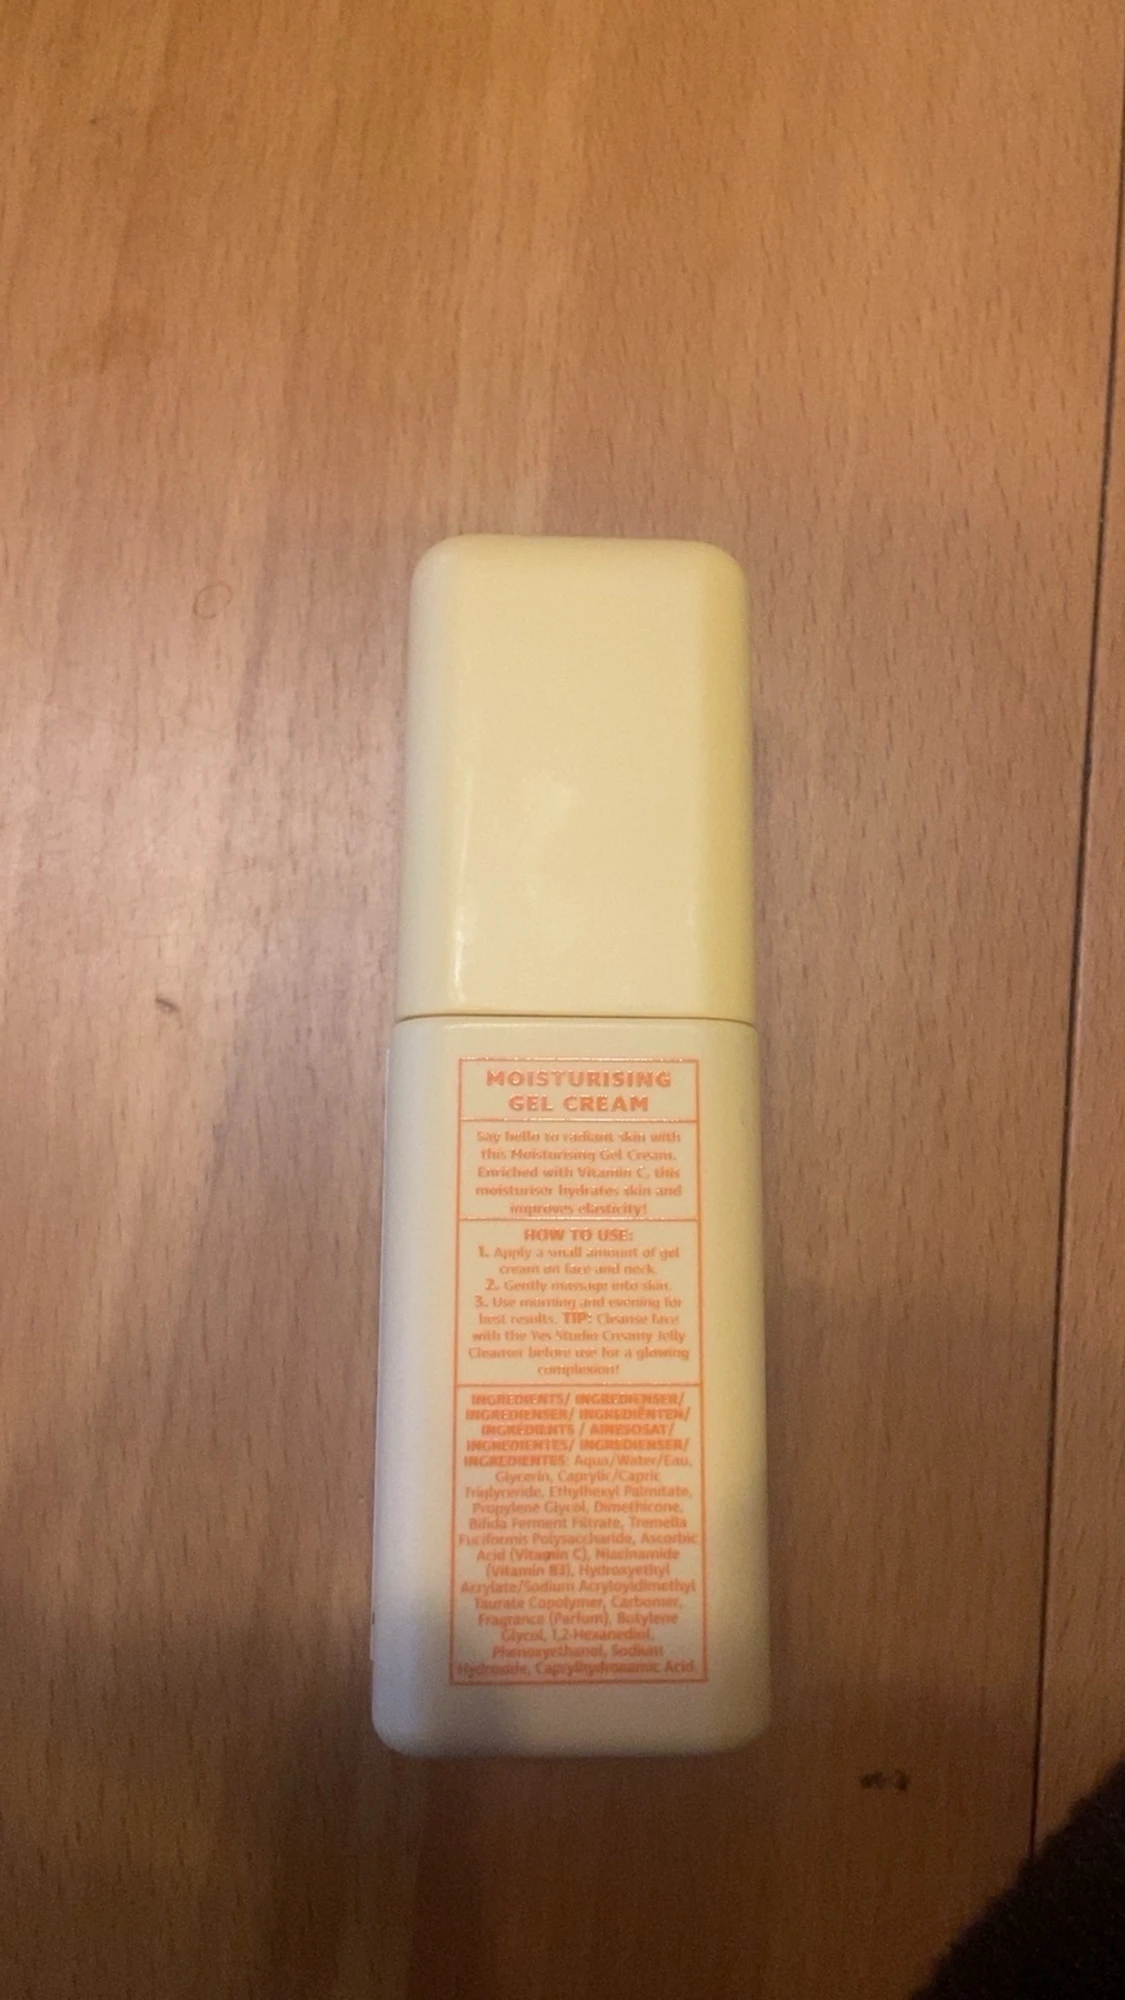 MOISTURISING
GEL CREAM
Say hello to radiant skin with
this Moisturising Gel Cream.
Enriched with Vitamin C, this
moisturiser hydrates skin and
improves elasticity!
HOW TO USE:
1. Apply a small amount of gel
cream on face and neck.
2. Gently massage into skin.
3. Use morning and evening for
best results. TIP: Cleanse face
with the Yes Studio Creamy Jelly
Cleanser before use for a glowing
complexion!
INGREDIENTS/ INGREDIENSER/
INGREDIENSER/ INGREDIËNTEN/
INGRÉDIENTS / AINESOSAT/
INGREDIENTES/ INGREDIENSER/
INGREDIENTES: Aqua/Water/Eau,
Glycerin, Caprylic/Capric
Triglyceride, Ethylhexyl Palmitate,
Propylene Glycol, Dimethicone,
Bifida Ferment Filtrate, Tremella
Fuciformis Polysaccharide, Ascorbic
Acid (Vitamin C), Niacinamide
(Vitamin B3), Hydroxyethyl
Acrylate/Sodium Acryloyldimethyl
Taurate Copolymer, Carbomer,
Fragrance (Parfum), Butylene
Glycol, 1,2-Hexanediol,
Phenoxyethanol, Sodium
Hydroxide, Caprylhydroxamic Acid.